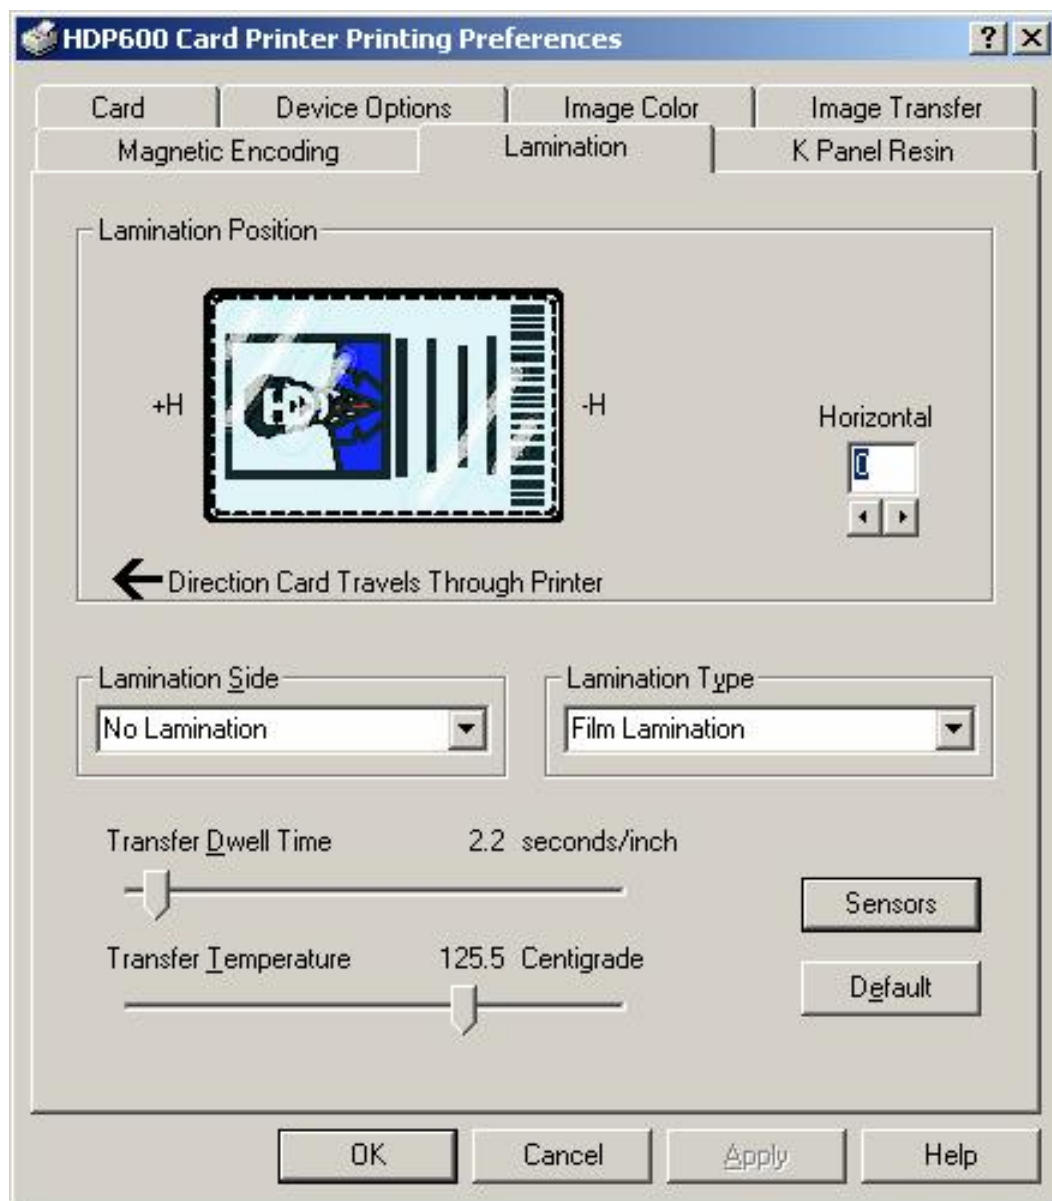 HDP600 Card Printer Printing Preferences
Card Device Options Image Color Image Transfer
Magnetic Encoding Lamination K Panel Resin
Lamination Position
+H
-H
Horizontal
0
Direction Card Travels Through Printer
Lamination Side
No Lamination
Lamination Type
Film Lamination
Transfer Dwell Time 2.2 seconds/inch
Sensors
Transfer Temperature 125.5 Centigrade
Default
OK Cancel Apply Help